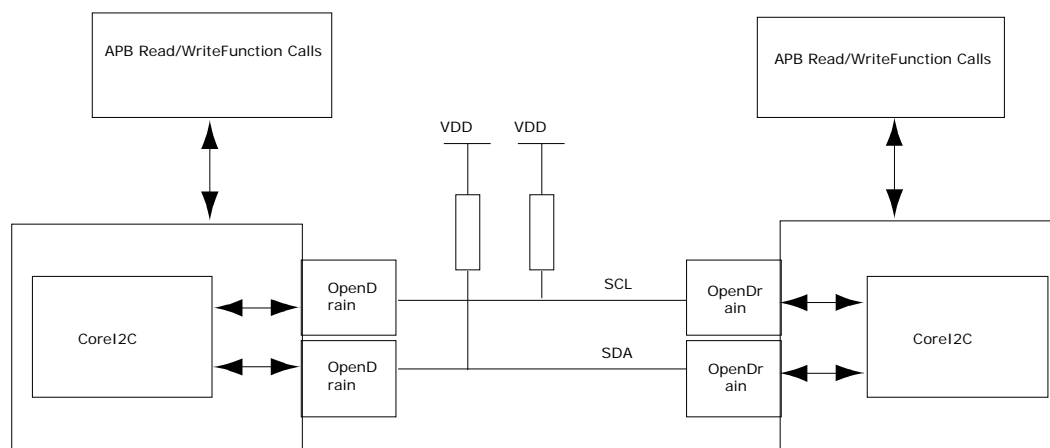 APB Read/WriteFunction Calls
APB Read/WriteFunction Calls
VDD
VDD
OpenD
rain
SCL
OpenDr
ain
CoreI2C
CoreI2C
OpenD
rain
SDA
OpenDr
ain